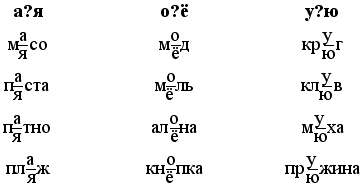 а?я о?ё у?ю
м а/я со м о/ё д кр у/ю г
п а/я ста м о/ё ль кл у/ю в
п а/я тно ал о/ё на м у/ю ха
пл а/я ж кн о/ё пка пр у/ю жина